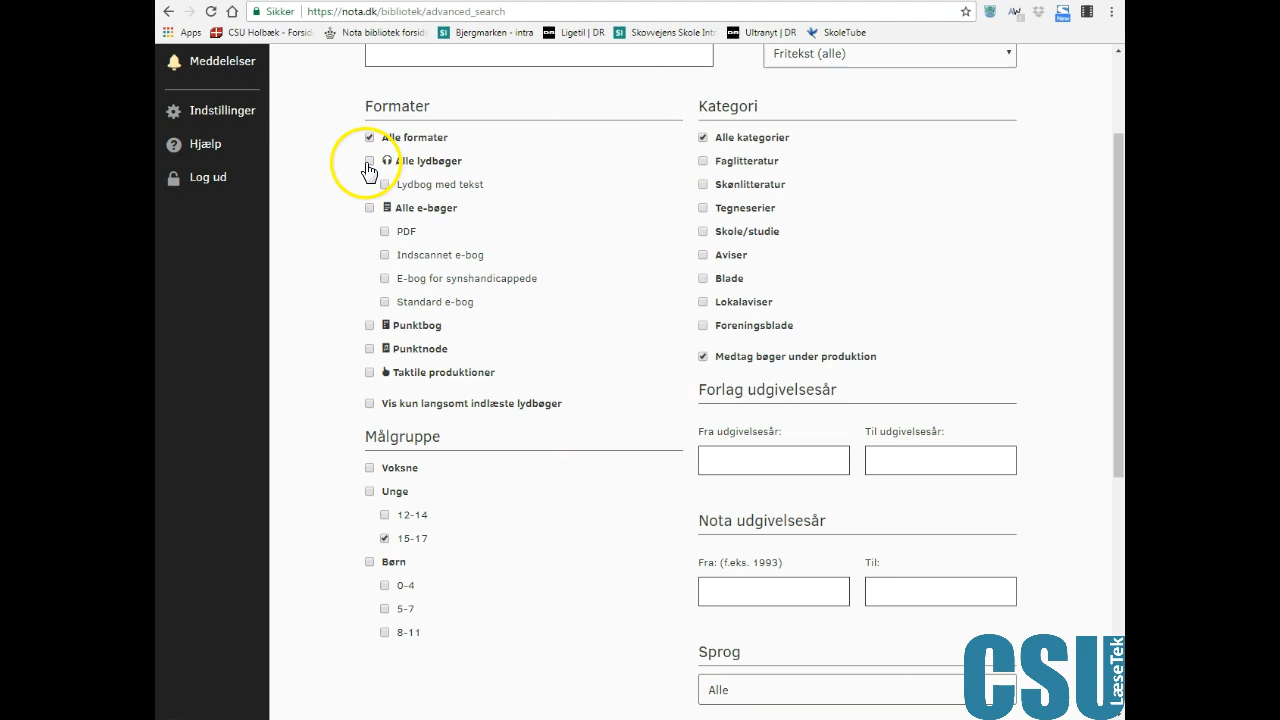 Sikker https://nota.dk/bibliotek/advanced_search
New
Apps CSU Holbæk - Forsid Nota bibliotek forside Bjergmarken - intra Ligetil | DR Skovvejens Skole Intr Ultranyt | DR SkoleTube
Meddelelser
Indstillinger
Hjælp
Log ud
Fritekst (alle)
Formater
Alle formater
Alle lydbøger
Lydbog med tekst
Alle e-bøger
PDF
Indscannet e-bog
E-bog for synshandicappede
Standard e-bog
Punktbog
Punktnode
Taktile produktioner
Vis kun langsomt indlæste lydbøger
Målgruppe
Voksne
Unge
12-14
15-17
Børn
0-4
5-7
8-11
Kategori
Alle kategorier
Faglitteratur
Skønlitteratur
Tegneserier
Skole/studie
Aviser
Blade
Lokalaviser
Foreningsblade
Medtag bøger under produktion
Forlag udgivelsesår
Fra udgivelsesår: Til udgivelsesår:
Nota udgivelsesår
Fra: (f.eks. 1993) Til:
Sprog
Alle
CSU
LæseTek